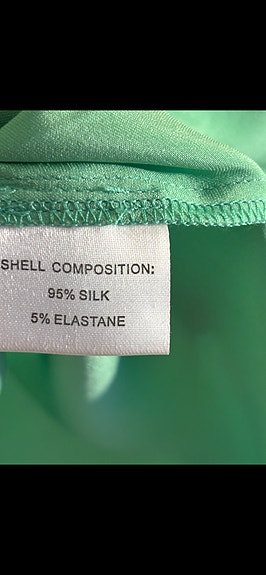 SHELL COMPOSITION:
95% SILK
5% ELASTANE